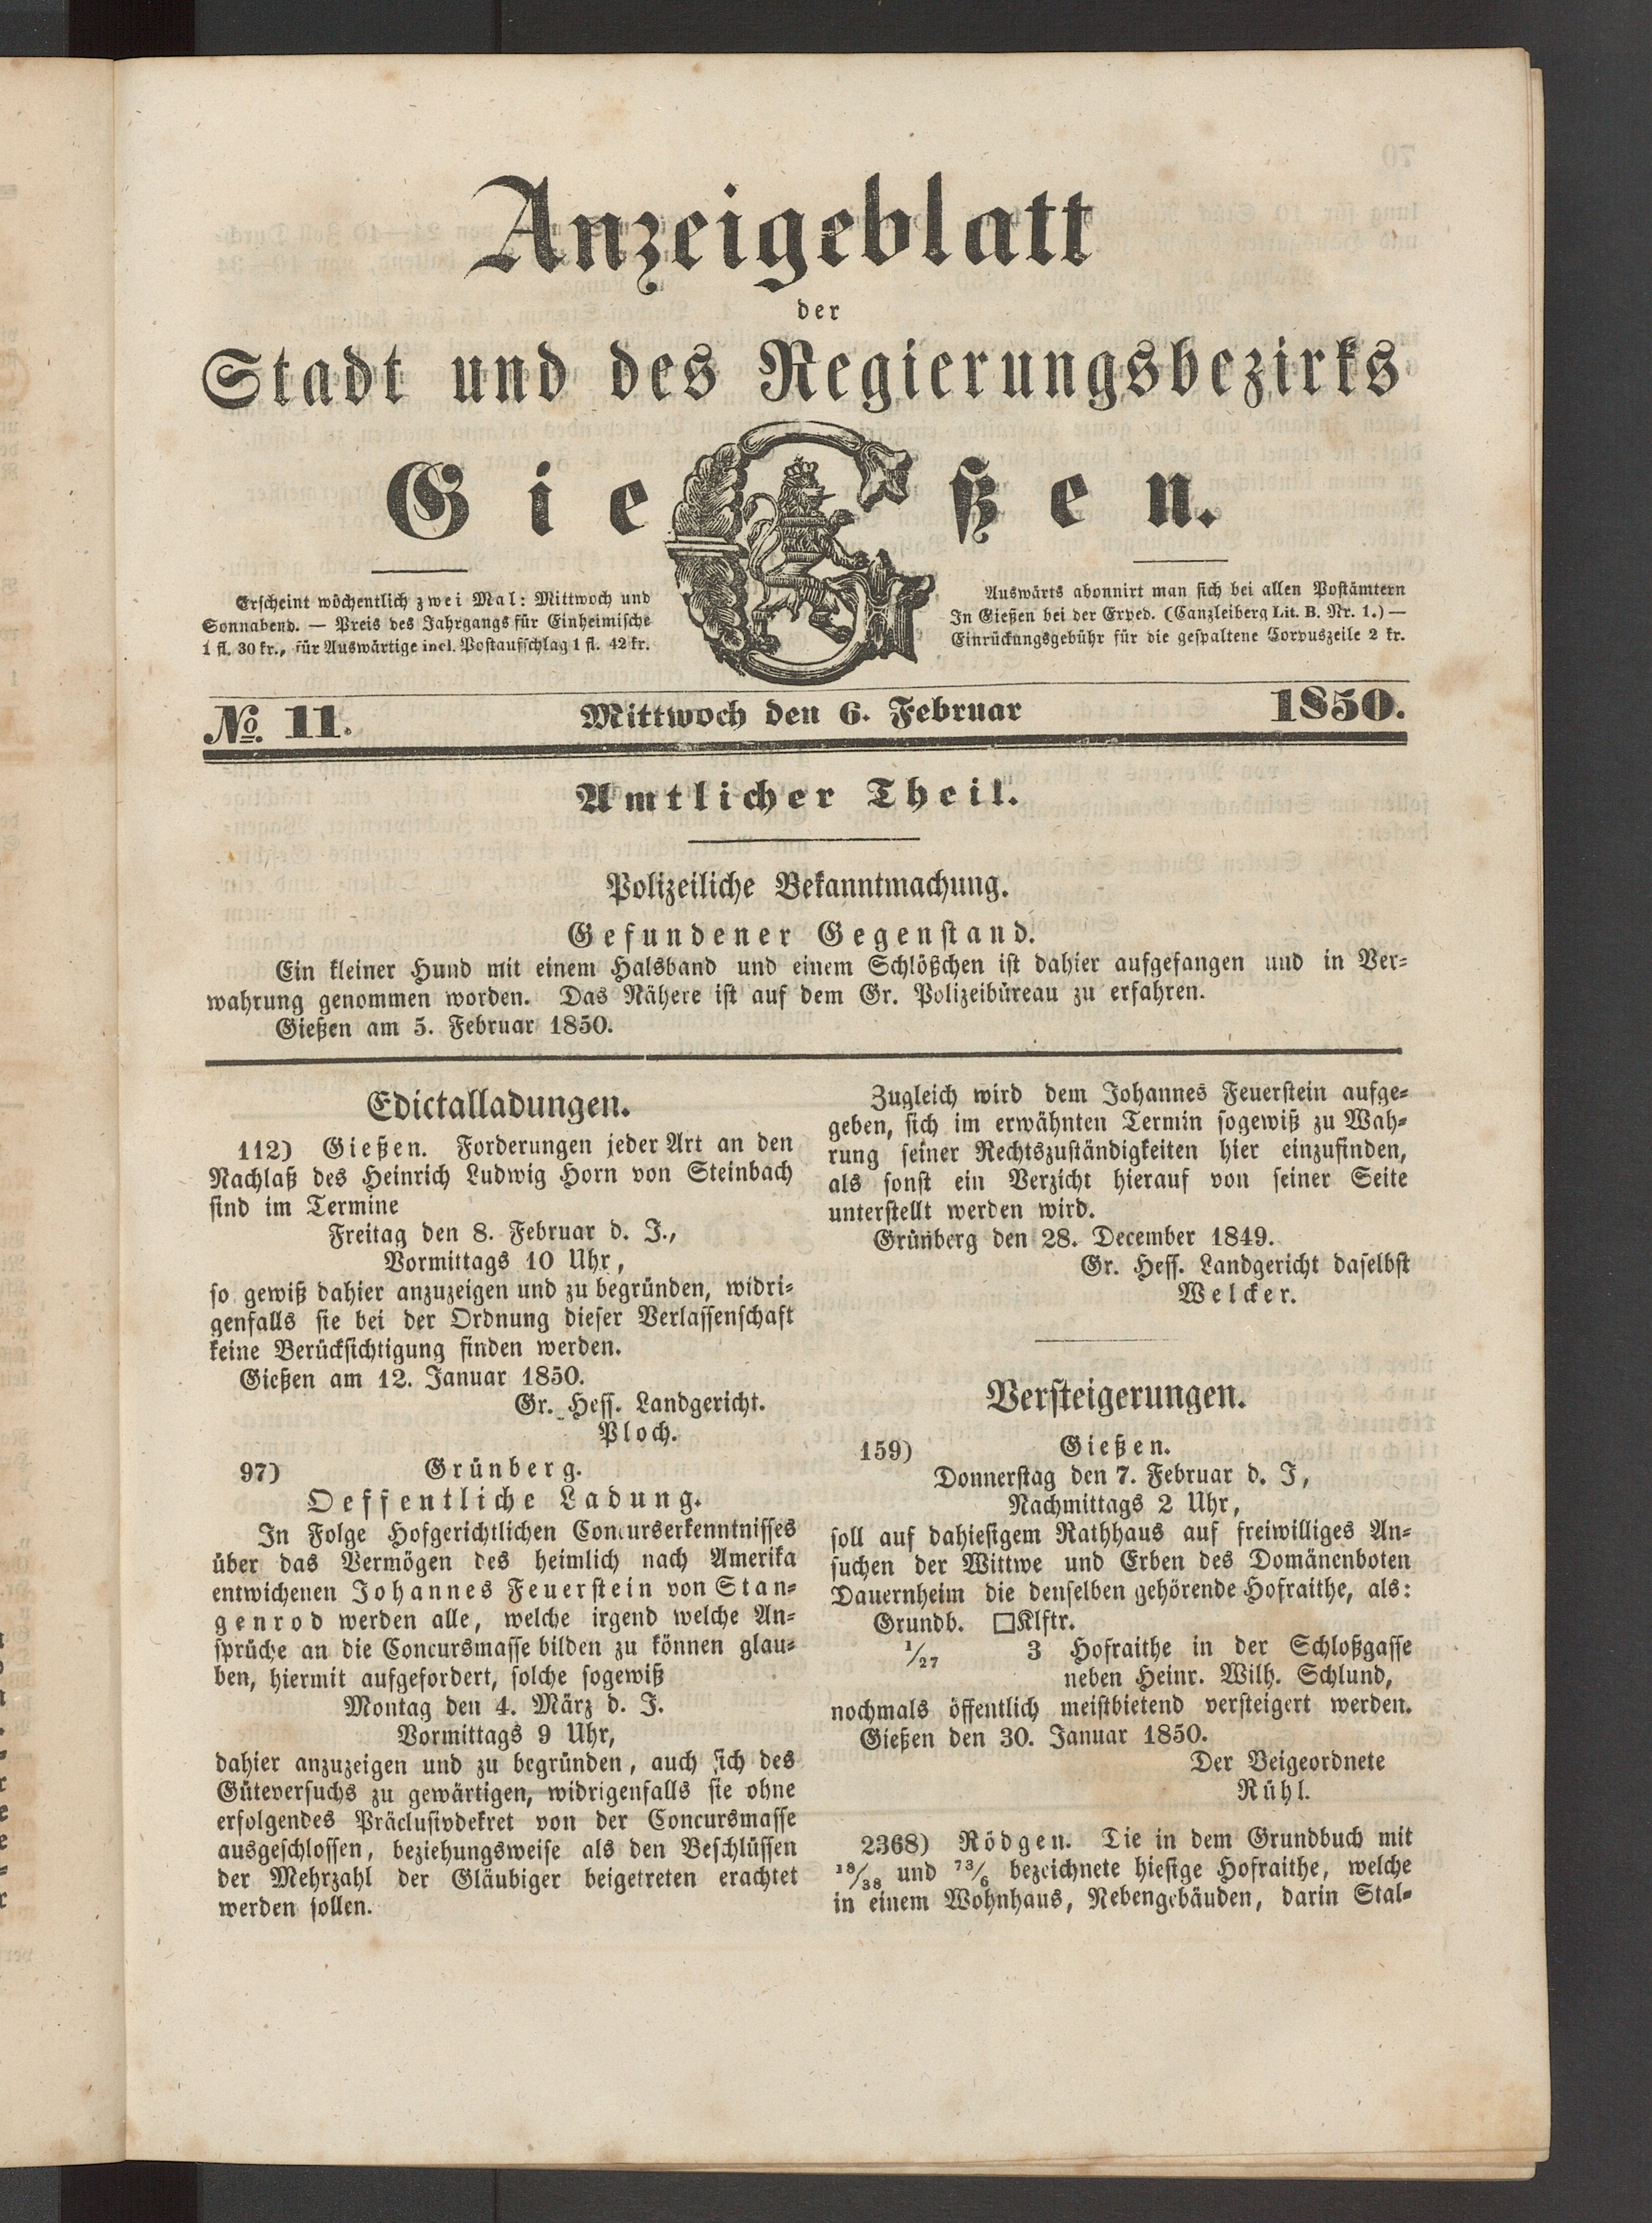 Anzeigeblatt
der
Stadt und des Regierungsbezirks
Gießen.
Erscheint wöchentlich zwei Mal: Mittwoch und
Sonnabend. — Preis des Jahrgangs für Einheimische
1 fl. 30 kr., für Auswärtige incl. Postaufschlag 1 fl. 42 kr.
Auswärts abonnirt man sich bei allen Postämtern
In Gießen bei der Exped. (Canzleiberg Lit. B. Nr. 1.) —
Einrückungsgebühr für die gespaltene Corpuszeile 2 kr.
No. 11. Mittwoch den 6. Februar 1850.
Amtlicher Theil.
Polizeiliche Bekanntmachung.
Gefundener Gegenstand.
Ein kleiner Hund mit einem Halsband und einem Schlößchen ist dahier aufgefangen und in Ver-
wahrung genommen worden. Das Nähere ist auf dem Gr. Polizeibüreau zu erfahren.
Gießen am 5. Februar 1850.
Edictalladungen.
112) Gießen. Forderungen jeder Art an den
Nachlaß des Heinrich Ludwig Horn von Steinbach
sind im Termine
Freitag den 8. Februar d. J.,
Vormittags 10 Uhr,
so gewiß dahier anzuzeigen und zu begründen, widri-
genfalls sie bei der Ordnung dieser Verlassenschaft
keine Berücksichtigung finden werden.
Gießen am 12. Januar 1850.
Gr. Hess. Landgericht.
Ploch.
97) Grünberg.
Oeffentliche Ladung.
In Folge Hofgerichtlichen Concurserkenntnisses
über das Vermögen des heimlich nach Amerika
entwichenen Johannes Feuerstein von Stan-
genrod werden alle, welche irgend welche An-
sprüche an die Concursmasse bilden zu können glau-
ben, hiermit aufgefordert, solche sogewiß
Montag den 4. März d. J.
Vormittags 9 Uhr,
dahier anzuzeigen und zu begründen, auch sich des
Güteversuchs zu gewärtigen, widrigenfalls sie ohne
erfolgendes Präclusivdekret von der Concursmasse
ausgeschlossen, beziehungsweise als den Beschlüssen
der Mehrzahl der Gläubiger beigetreten erachtet
werden sollen.
Zugleich wird dem Johannes Feuerstein aufge-
geben, sich im erwähnten Termin sogewiß zu Wah-
rung seiner Rechtszuständigkeiten hier einzufinden,
als sonst ein Verzicht hierauf von seiner Seite
unterstellt werden wird.
Grünberg den 28. December 1849.
Gr. Hess. Landgericht daselbst
Welcker.
Versteigerungen.
159) Gießen.
Donnerstag den 7. Februar d. J,
Nachmittags 2 Uhr,
soll auf dahiesigem Rathhaus auf freiwilliges An-
suchen der Wittwe und Erben des Domänenboten
Dauernheim die denselben gehörende Hofraithe, als:
Grundb. □Klftr.
1/27 3 Hofraithe in der Schloßgasse
neben Heinr. Wilh. Schlund,
nochmals öffentlich meistbietend versteigert werden.
Gießen den 30. Januar 1850.
Der Beigeordnete
Rühl.
2368) Rödgen. Die in dem Grundbuch mit
18/38 und 73/6 bezeichnete hiesige Hofraithe, welche
in einem Wohnhaus, Nebengebäuden, darin Stal-